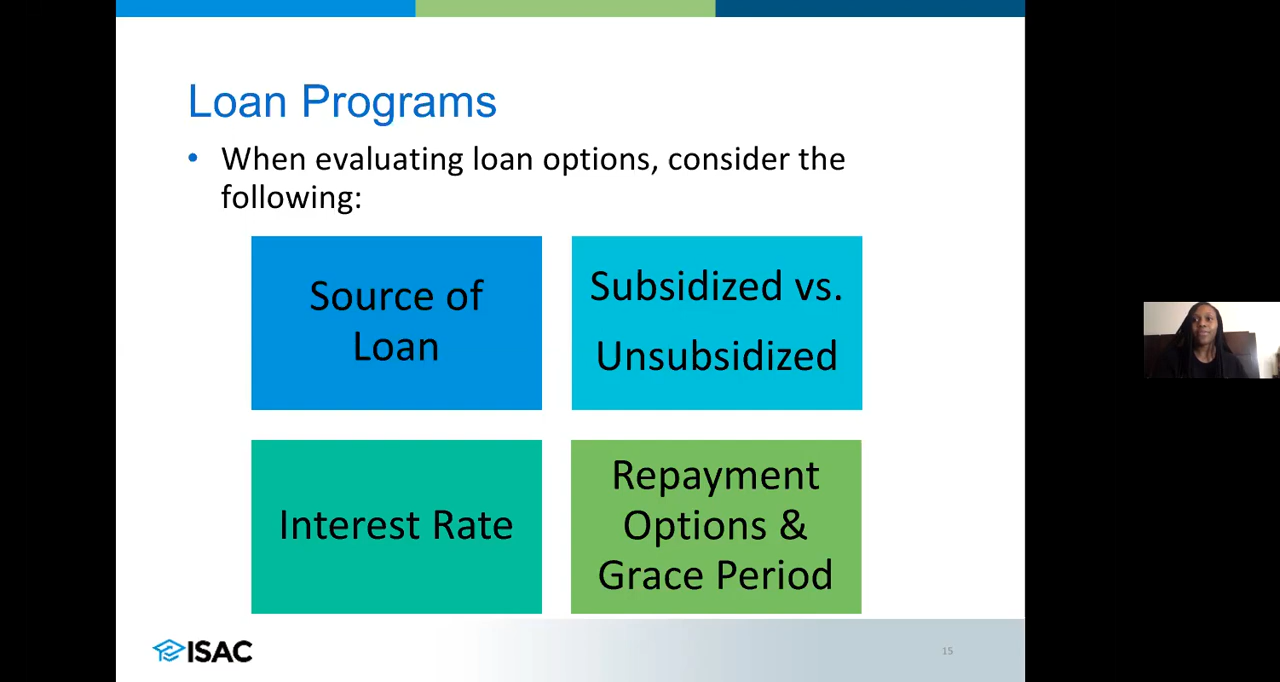 Loan Programs
• When evaluating loan options, consider the
following:
Source of
Loan
Subsidized vs.
Unsubsidized
Interest Rate
Repayment
Options &
Grace Period
ISAC
15